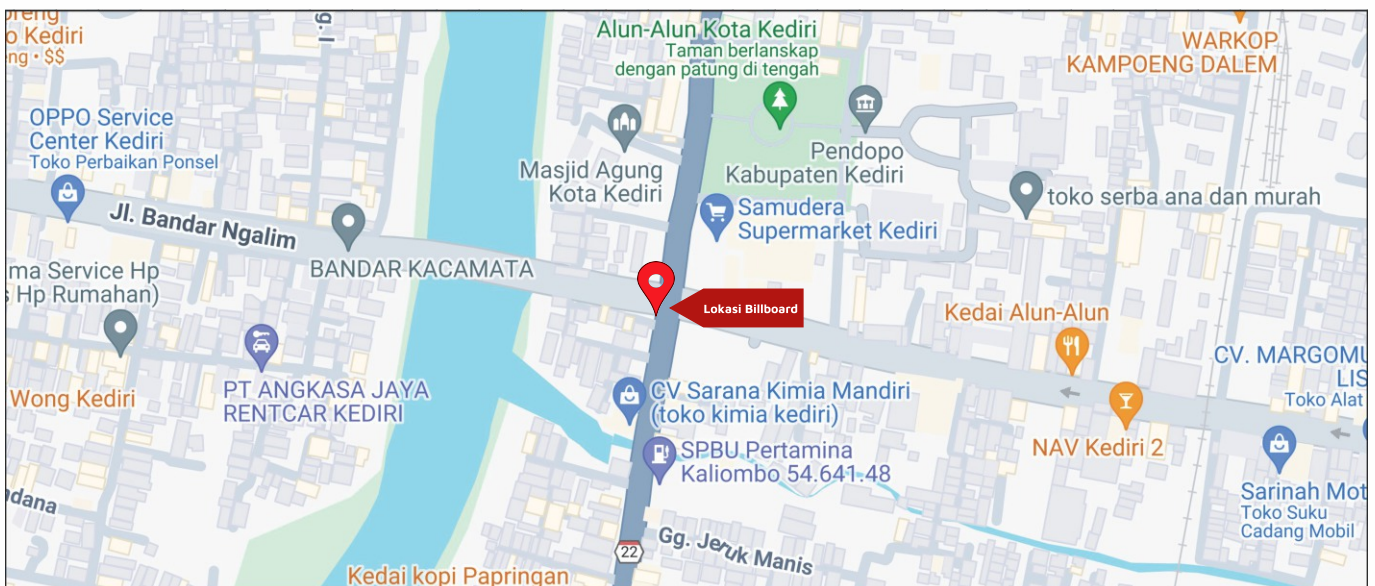 o Kediri
ng • $$
OPPO Service
Center Kediri
Toko Perbaikan Ponsel
Jl. Bandar Ngalim
BANDAR KACAMATA
ma Service Hp
s Hp Rumahan)
Wong Kediri
PT ANGKASA JAYA
RENTCAR KEDIRI
ndana
g. I
Alun-Alun Kota Kediri
Taman berlanskap
dengan patung di tengah
Masjid Agung
Kota Kediri
Pendopo
Kabupaten Kediri
WARKOP
KAMPOENG DALEM
toko serba ana dan murah
Samudera
Supermarket Kediri
Lokasi Billboard
Kedai Alun-Alun
CV. MARGOMU
LIS
Toko Alat
CV Sarana Kimia Mandiri
(toko kimia kediri)
NAV Kediri 2
SPBU Pertamina
Kaliombo 54.641.48
Sarinah Mot
Toko Suku
Cadang Mobil
22
Gg. Jeruk Manis
Kedai kopi Papringan